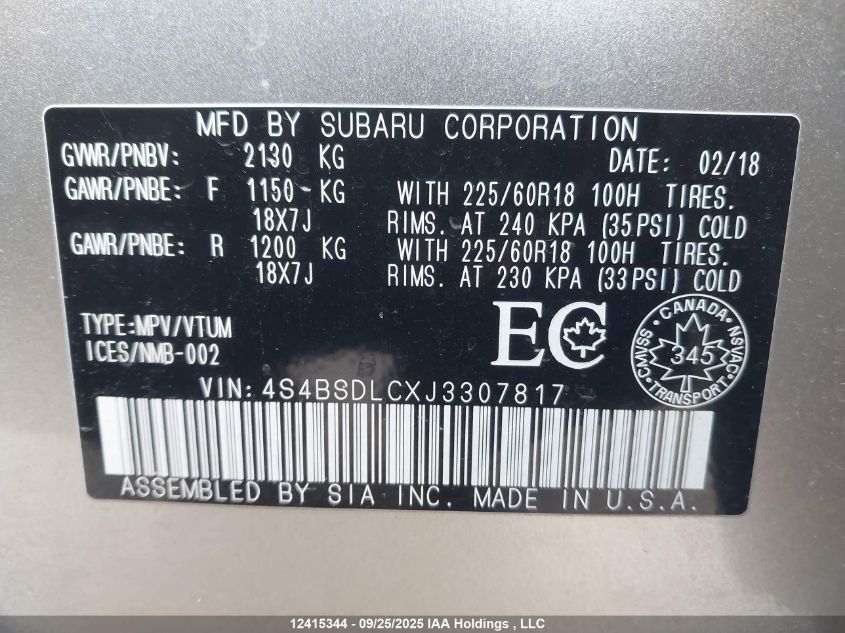 MFD BY SUBARU CORPORATION
GVWR/PNBV: 2130 KG DATE: 02/18
GAWR/PNBE: F 1150 KG WITH 225/60R18 100H TIRES.
18X7J RIMS. AT 240 KPA (35PSI) COLD
GAWR/PNBE: R 1200 KG WITH 225/60R18 100H TIRES.
18X7J RIMS. AT 230 KPA (33PSI) COLD
TYPE:MPV/VTUM
ICES/NMB-002
EC
CANADA
CMVSS 345 NSVAC
TRANSPORT
VIN: 4S4BSDLCXJ3307817
ASSEMBLED BY SIA INC. MADE IN U.S.A.
12415344 - 09/25/2025 IAA Holdings , LLC